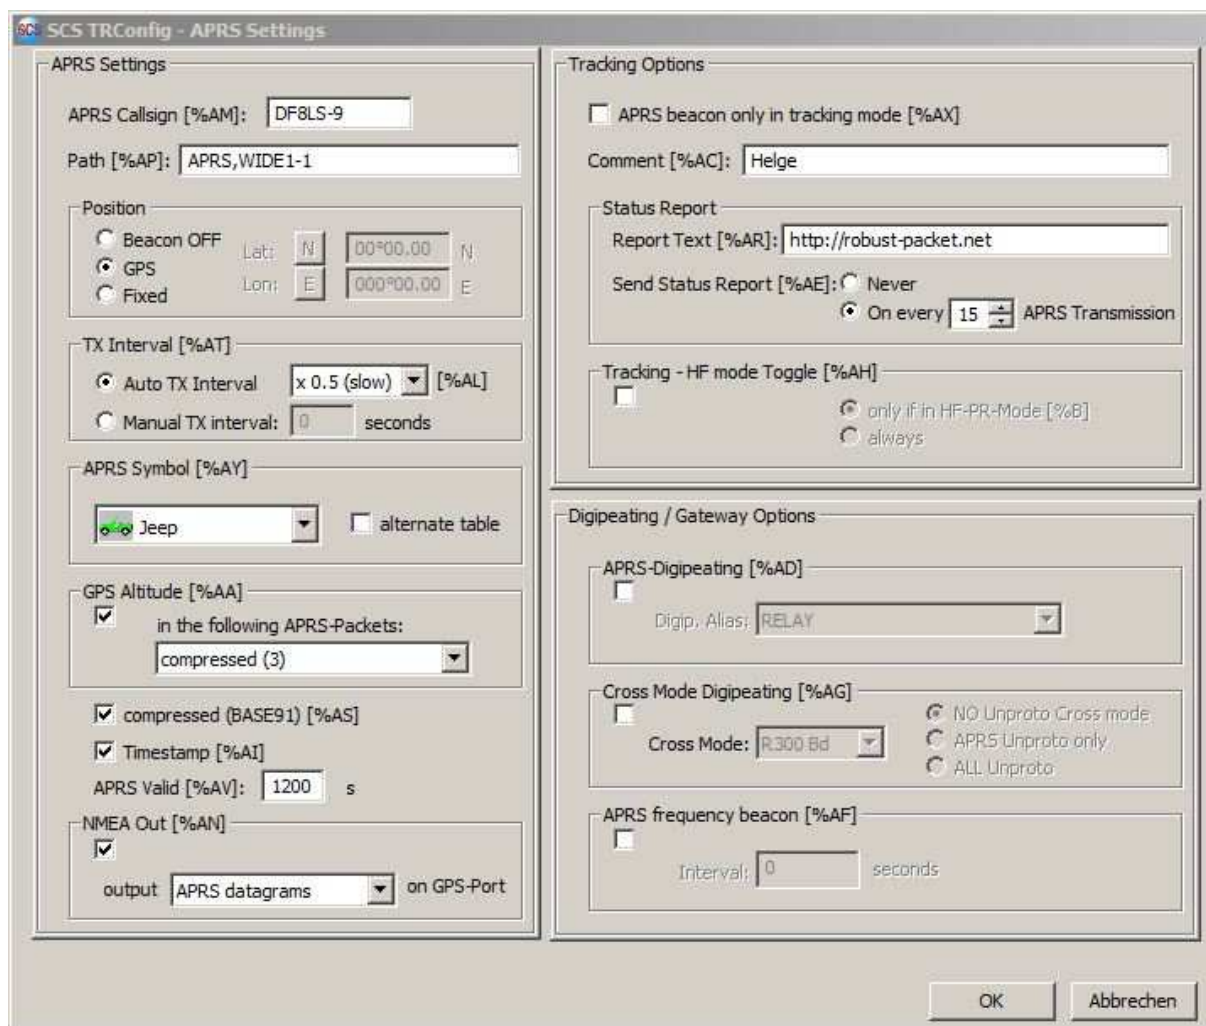 SCS TRConfig - APRS Settings
APRS Settings
APRS Callsign [%AM]: DF8LS-9
Path [%AP]: APRS,WIDE1-1
Position
Beacon OFF
GPS
Fixed
Lat: N 00°00.00 N
Lon: E 000°00.00 E
TX Interval [%AT]
Auto TX Interval x 0.5 (slow) [%AL]
Manual TX interval: 0 seconds
APRS Symbol [%AY]
Jeep alternate table
GPS Altitude [%AA]
in the following APRS-Packets:
compressed (3)
compressed (BASE91) [%AS]
Timestamp [%AI]
APRS Valid [%AV]: 1200 s
NMEA Out [%AN]
output APRS datagrams on GPS-Port
Tracking Options
APRS beacon only in tracking mode [%AX]
Comment [%AC]: Helge
Status Report
Report Text [%AR]: http://robust-packet.net
Send Status Report [%AE]: Never
On every 15 APRS Transmission
Tracking - HF mode Toggle [%AH]
only if in HF-PR-Mode [%B]
always
Digipeating / Gateway Options
APRS-Digipeating [%AD]
Digip. Alias: RELAY
Cross Mode Digipeating [%AG]
Cross Mode: R300 Bd
NO Unproto Cross mode
APRS Unproto only
ALL Unproto
APRS frequency beacon [%AF]
Interval: 0 seconds
OK Abbrechen